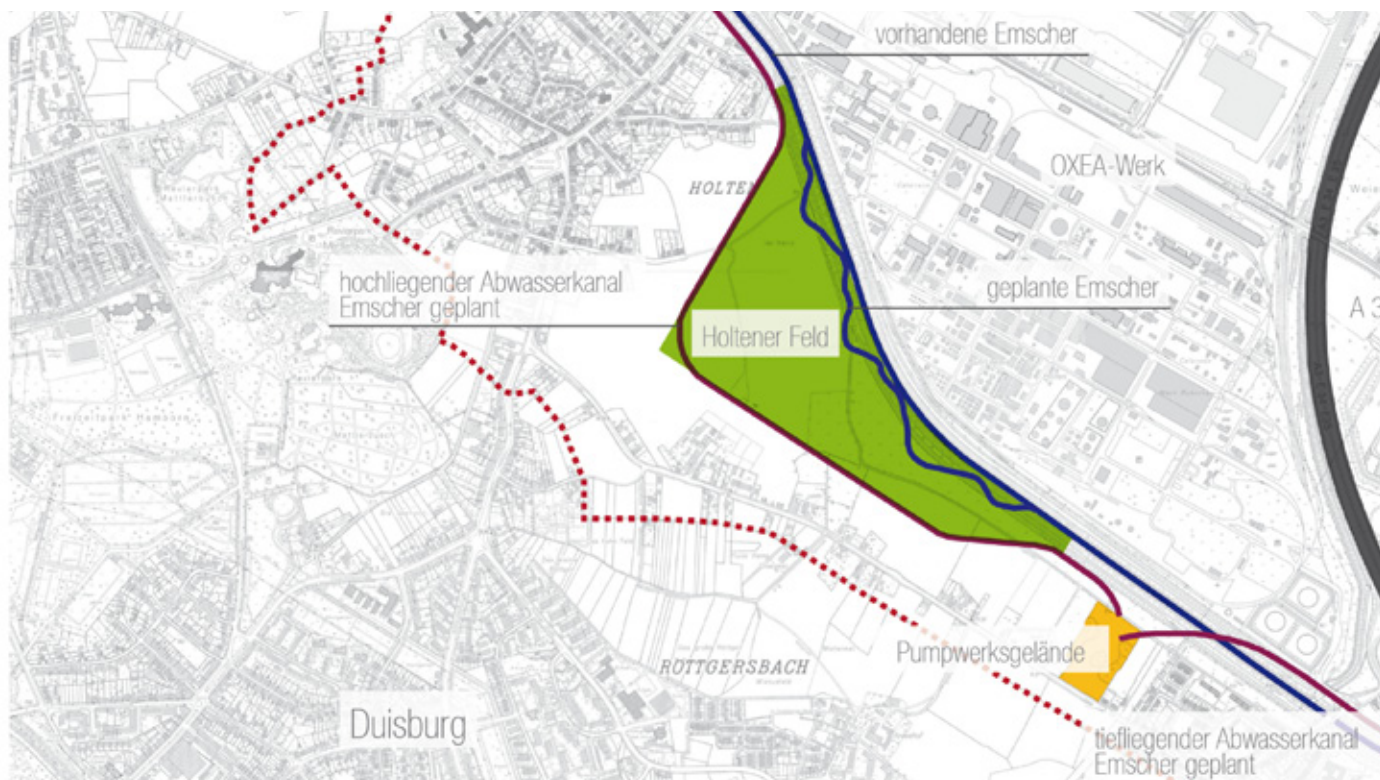 vorhandene Emscher
OXEA-Werk
HOLTEN
A 3
hochliegender Abwasserkanal
Emscher geplant
geplante Emscher
Holtener Feld
Pumpwerksgelände
RÖTTGERSBACH
Duisburg
tiefliegender Abwasserkanal
Emscher geplant